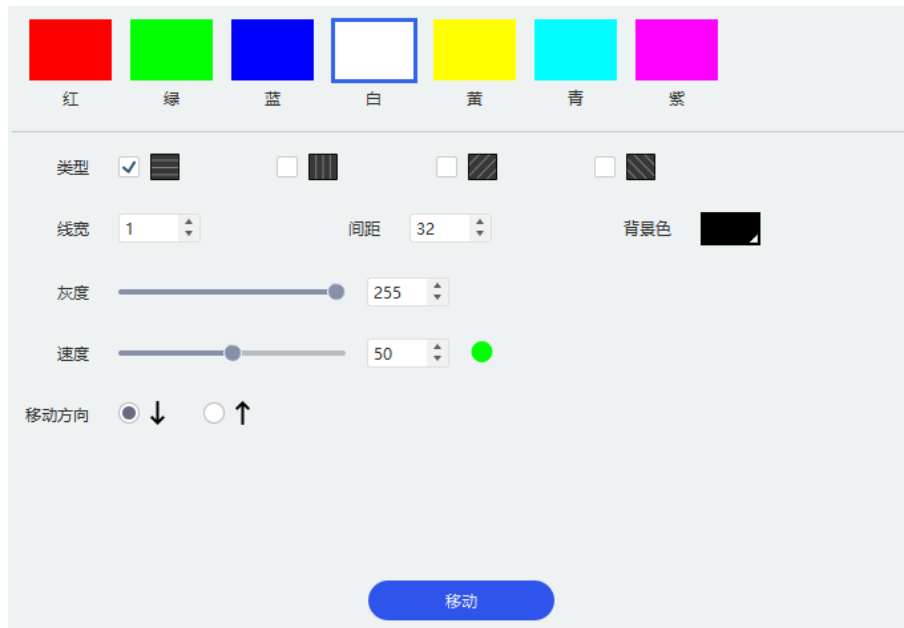 红 绿 蓝 白 黄 青 紫
类型
线宽 1 间距 32 背景色
灰度 255
速度 50
移动方向 ↓ ↑
移动